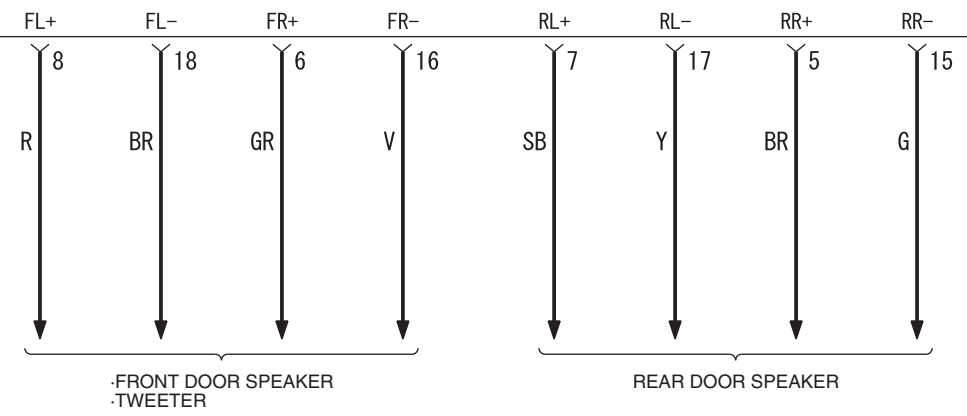 FL+ FL− FR+ FR− RL+ RL− RR+ RR−
8 18 6 16 7 17 5 15
R BR GR V SB Y BR G
·FRONT DOOR SPEAKER REAR DOOR SPEAKER
·TWEETER